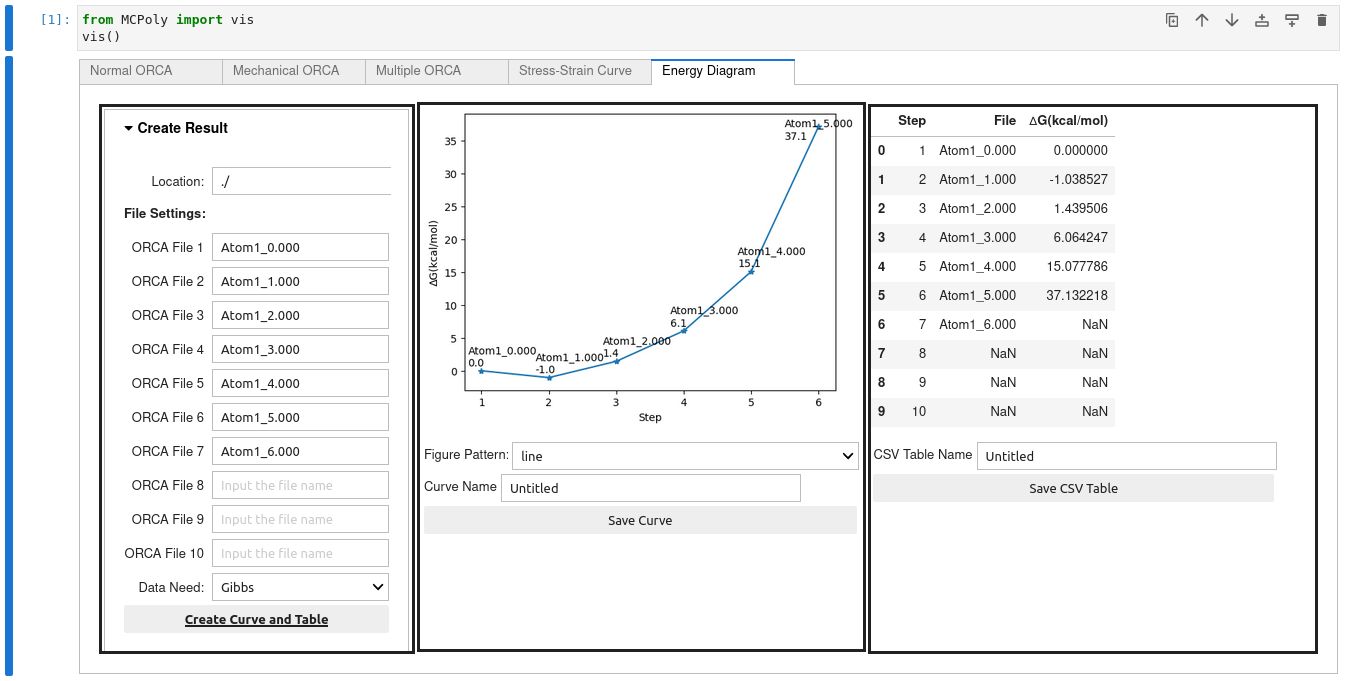 [1]: from MCPoly import vis
vis()
Normal ORCA Mechanical ORCA Multiple ORCA Stress-Strain Curve Energy Diagram
Create Result
Location: ./
File Settings:
ORCA File 1 Atom1_0.000
ORCA File 2 Atom1_1.000
ORCA File 3 Atom1_2.000
ORCA File 4 Atom1_3.000
ORCA File 5 Atom1_4.000
ORCA File 6 Atom1_5.000
ORCA File 7 Atom1_6.000
ORCA File 8 Input the file name
ORCA File 9 Input the file name
ORCA File 10 Input the file name
Data Need: Gibbs
Create Curve and Table
Atom1_5.000
37.1
35
30
25
20
15
10
5
0
ΔG(kcal/mol)
Atom1_4.000
15.1
Atom1_3.000
6.1
Atom1_2.000
1.4
Atom1_0.000
0.0
Atom1_1.000
-1.0
1 2 3 4 5 6
Step
Figure Pattern: line
Curve Name Untitled
Save Curve
Step File ΔG(kcal/mol)
0 1 Atom1_0.000 0.000000
1 2 Atom1_1.000 -1.038527
2 3 Atom1_2.000 1.439506
3 4 Atom1_3.000 6.064247
4 5 Atom1_4.000 15.077786
5 6 Atom1_5.000 37.132218
6 7 Atom1_6.000 NaN
7 8 NaN NaN
8 9 NaN NaN
9 10 NaN NaN
CSV Table Name Untitled
Save CSV Table